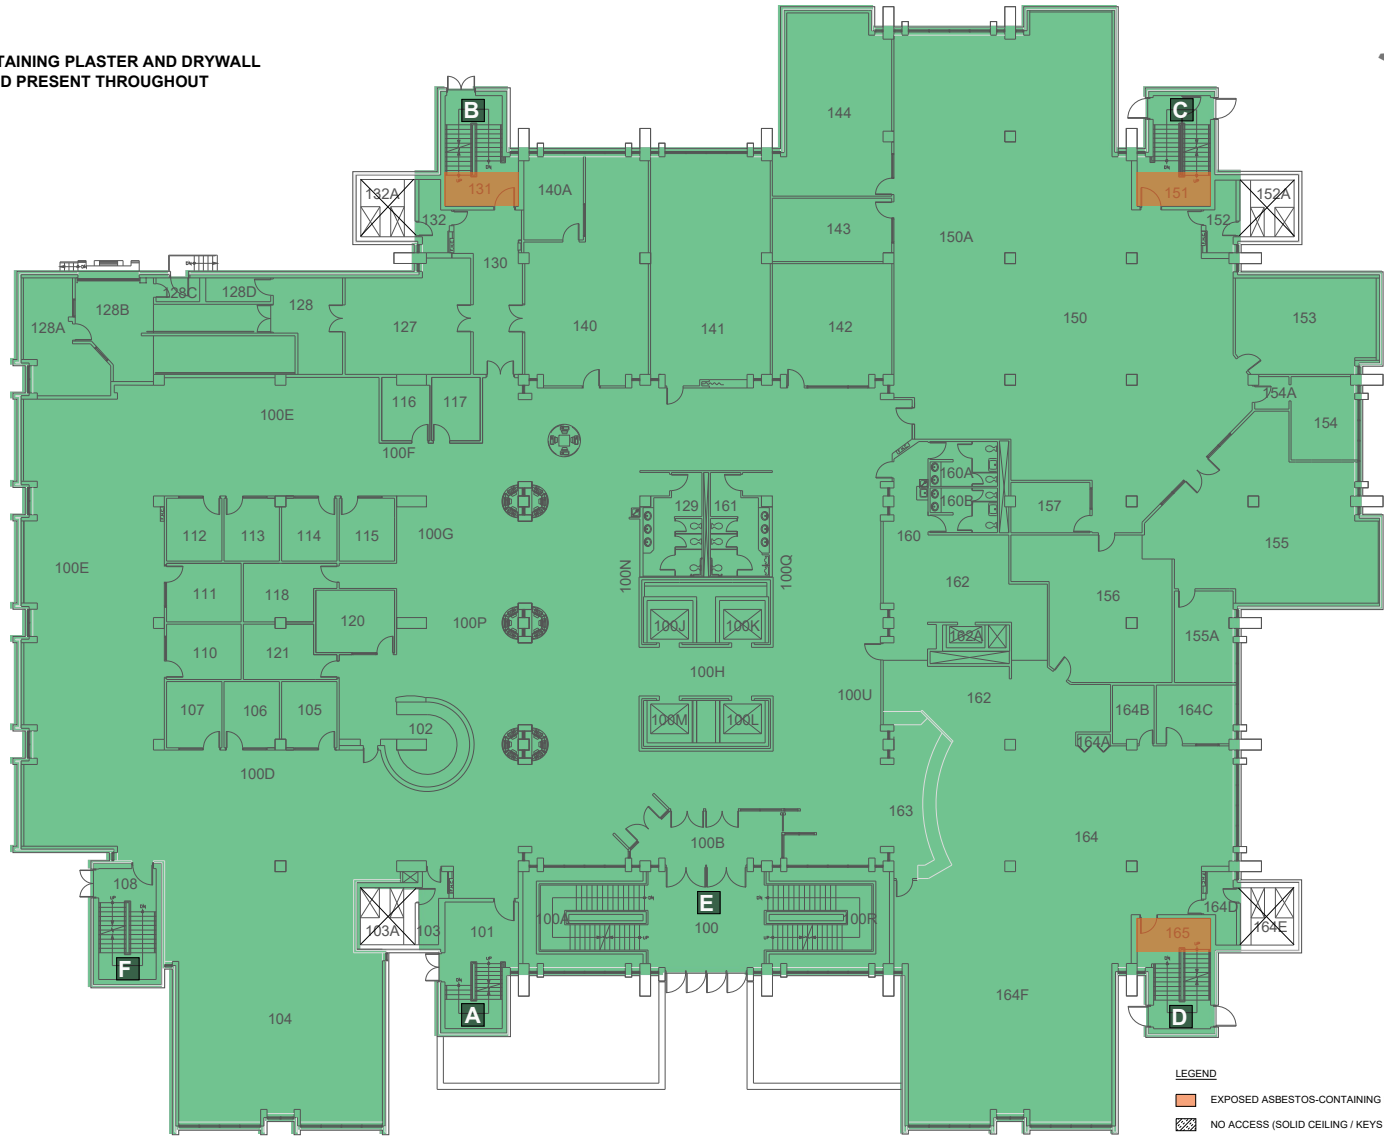 TAINING PLASTER AND DRYWALL
D PRESENT THROUGHOUT
B
C
144
131
140A
132A
132
151
152A
152
143
150A
130
128C
128D
128B
128
128A
127
140
141
142
150
153
154A
154
116
117
100E
100F
160A
160B
129
161
157
112
113
114
115
100G
160
155
100E
100N
100Q
162
111
118
156
120
100P
100J
100K
162A
110
121
155A
100H
162
100U
107
106
105
164B
164C
102
100M
100L
164A
100D
163
164
100B
108
E
100A
100R
100
103A
103
101
164D
164E
165
F
A
D
104
164F
LEGEND
EXPOSED ASBESTOS-CONTAINING
NO ACCESS (SOLID CEILING / KEYS